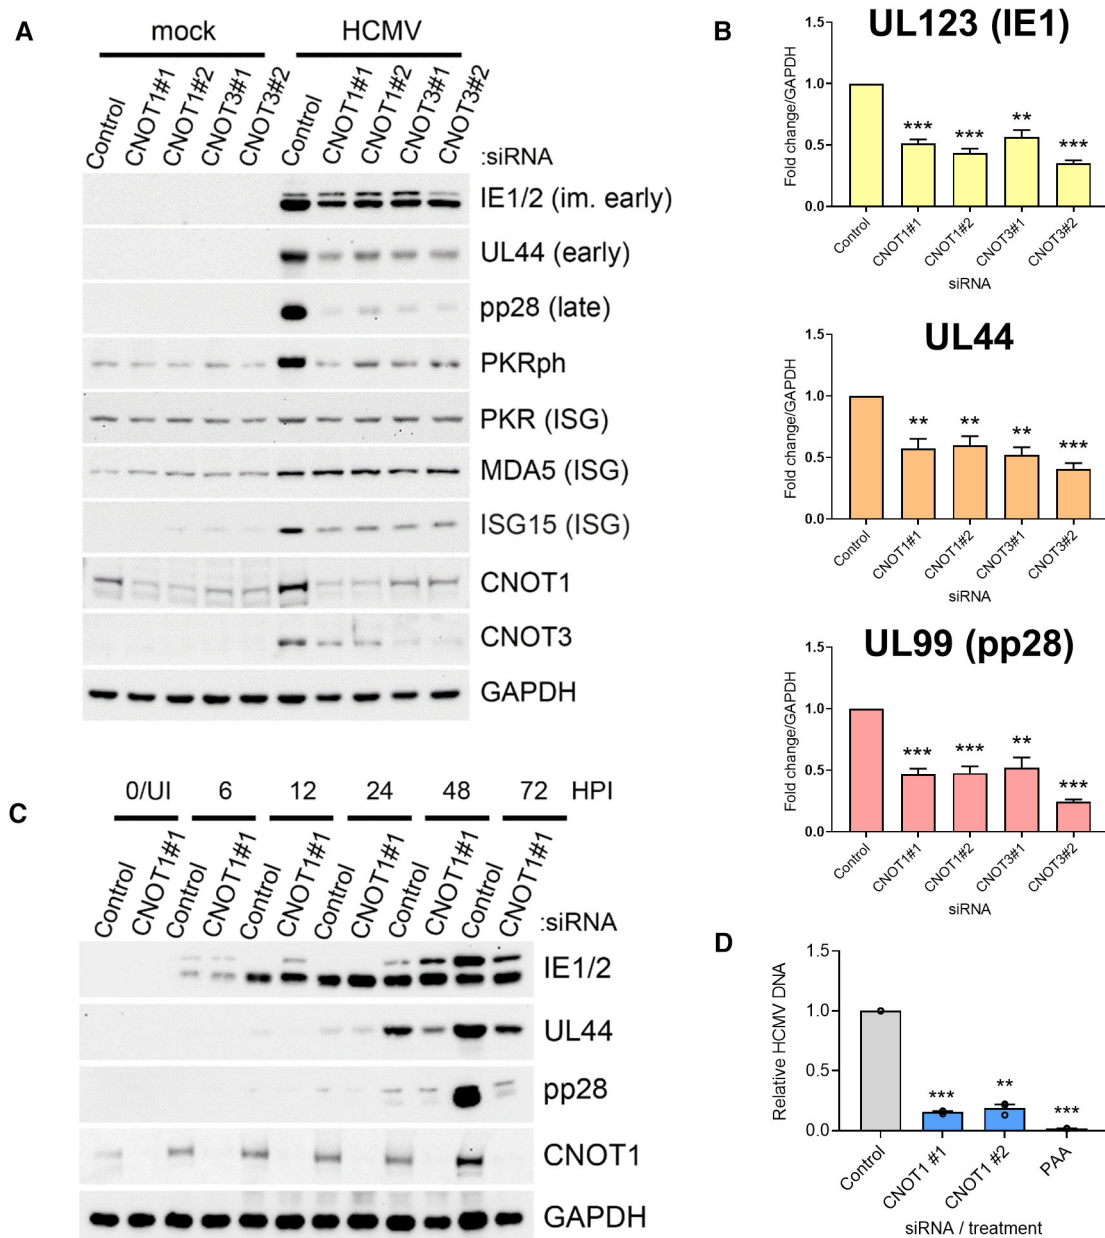 A
mock
HCMV
Control
CNOT1#1
CNOT1#2
CNOT3#1
CNOT3#2
Control
CNOT1#1
CNOT1#2
CNOT3#1
CNOT3#2
:siRNA
IE1/2 (im. early)
UL44 (early)
pp28 (late)
PKRph
PKR (ISG)
MDA5 (ISG)
ISG15 (ISG)
CNOT1
CNOT3
GAPDH
B
UL123 (IE1)
Fold change/GAPDH
1.5
1.0
0.5
0.0
***
***
**
***
Control
CNOT1#1
CNOT1#2
CNOT3#1
CNOT3#2
siRNA
UL44
Fold change/GAPDH
1.5
1.0
0.5
0.0
**
**
**
***
Control
CNOT1#1
CNOT1#2
CNOT3#1
CNOT3#2
siRNA
UL99 (pp28)
Fold change/GAPDH
1.5
1.0
0.5
0.0
***
***
**
***
Control
CNOT1#1
CNOT1#2
CNOT3#1
CNOT3#2
siRNA
C
0/UI 6 12 24 48 72 HPI
Control
CNOT1#1
Control
CNOT1#1
Control
CNOT1#1
Control
CNOT1#1
Control
CNOT1#1
Control
CNOT1#1
:siRNA
IE1/2
UL44
pp28
CNOT1
GAPDH
D
Relative HCMV DNA
1.5
1.0
0.5
0.0
***
**
***
Control
CNOT1 #1
CNOT1 #2
PAA
siRNA / treatment